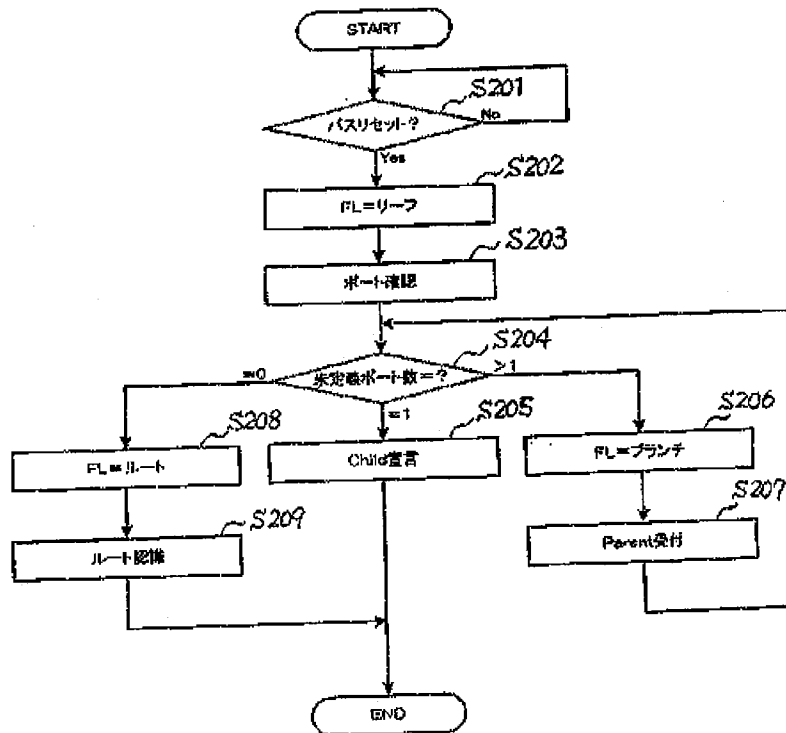 START
S201
バスリセット?
No
Yes
S202
FL=リーフ
S203
ポート確認
S204
未定義ポート数=?
=0
>1
=1
S208
FL=ルート
S205
Child宣言
S206
FL=ブランチ
S209
ルート認識
S207
Parent受付
END